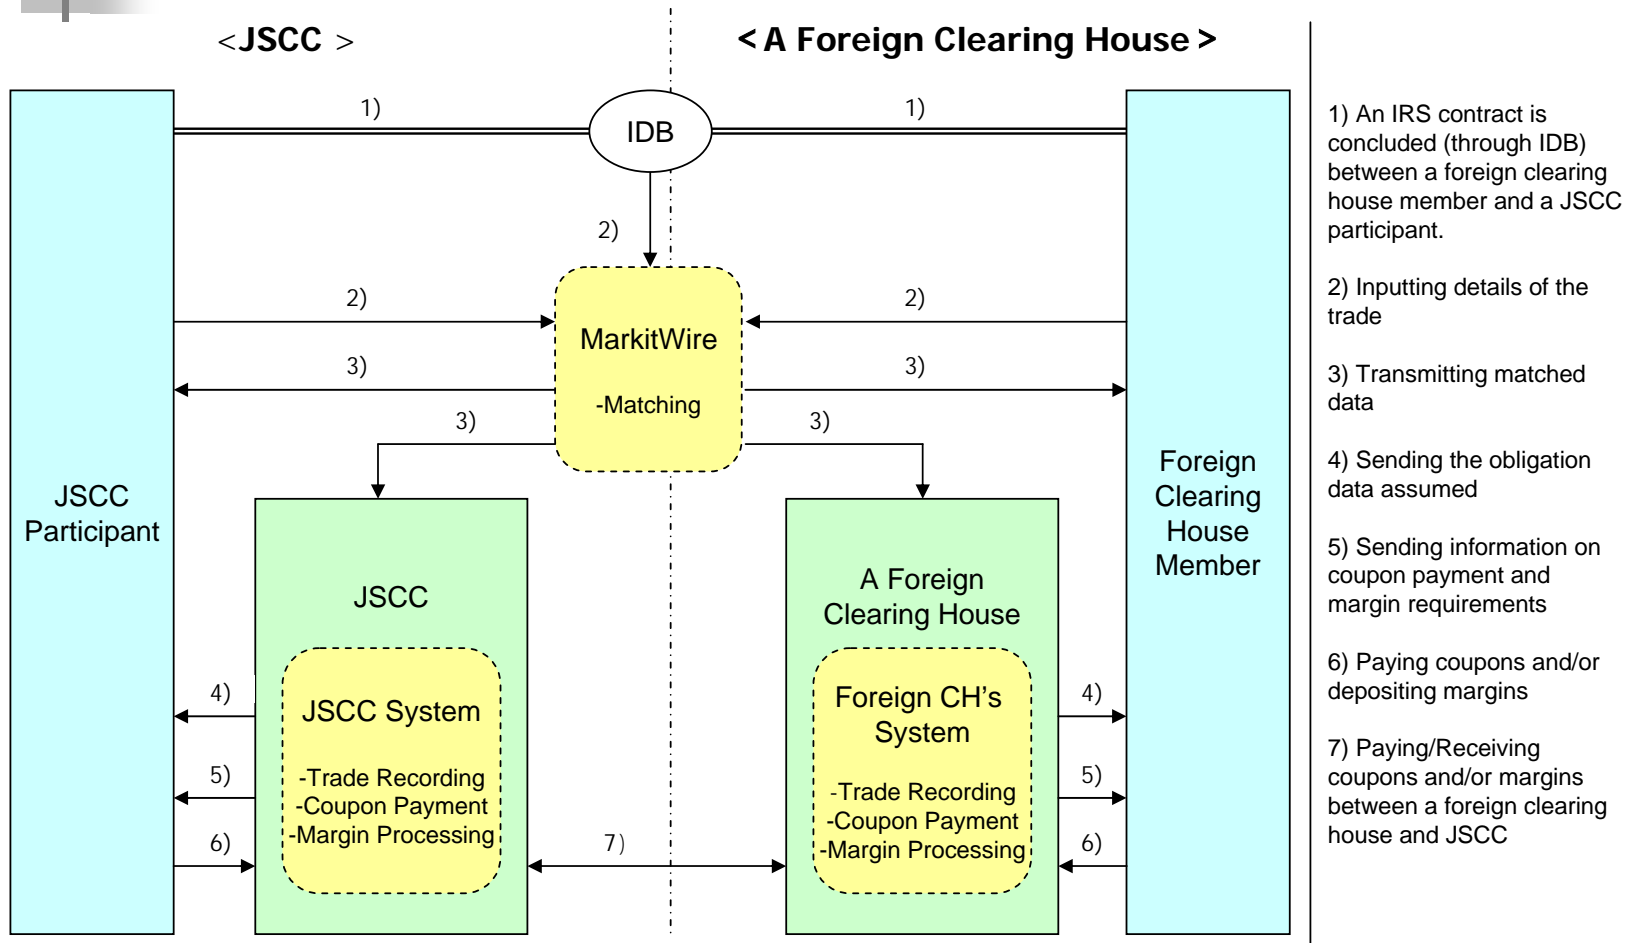 <JSCC >
<A Foreign Clearing House>
1)
1)
IDB
2)
2)
2)
MarkitWire
3)
3)
-Matching
3)
3)
JSCC
Participant
Foreign
Clearing
House
Member
JSCC
A Foreign
Clearing House
4)
JSCC System
5)
-Trade Recording
-Coupon Payment
-Margin Processing
6)
7)
Foreign CH's
System
4)
-Trade Recording
-Coupon Payment
-Margin Processing
5)
6)
1) An IRS contract is
concluded (through IDB)
between a foreign clearing
house member and a JSCC
participant.
2) Inputting details of the
trade
3) Transmitting matched
data
4) Sending the obligation
data assumed
5) Sending information on
coupon payment and
margin requirements
6) Paying coupons and/or
depositing margins
7) Paying/Receiving
coupons and/or margins
between a foreign clearing
house and JSCC